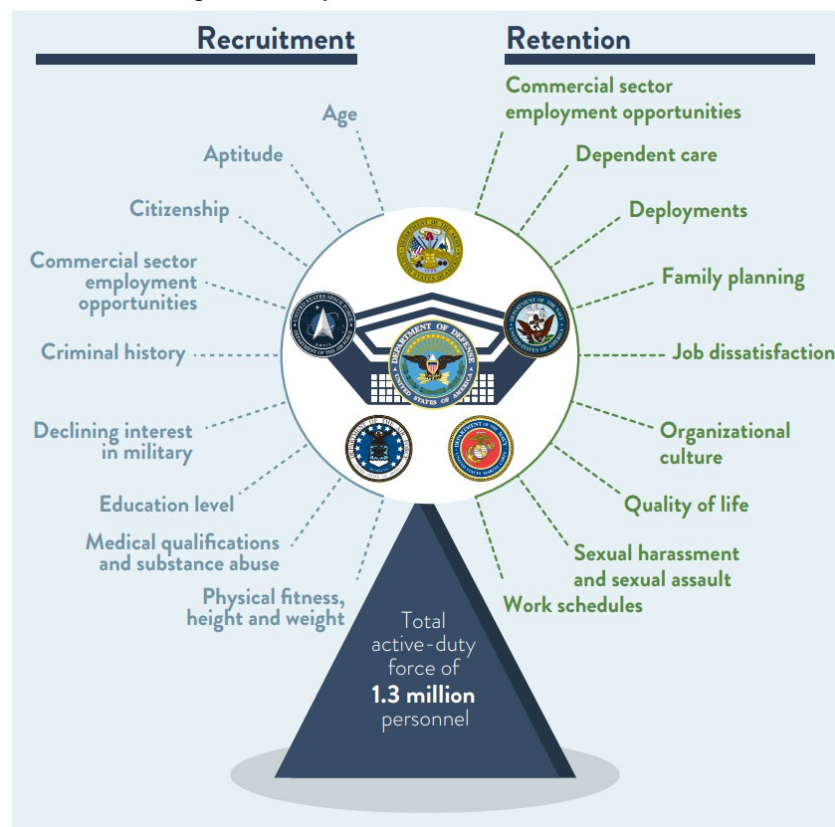 Recruitment
Retention
Age
Aptitude
Citizenship
Commercial sector
employment
opportunities
Criminal history
Declining interest
in military
Education level
Medical qualifications
and substance abuse
Physical fitness,
height and weight
Commercial sector
employment opportunities
Dependent care
Deployments
Family planning
Job dissatisfaction
Organizational
culture
Quality of life
Sexual harassment
and sexual assault
Work schedules
DEPARTMENT OF DEFENSE
UNITED STATES OF AMERICA
Total
active-duty
force of
1.3 million
personnel